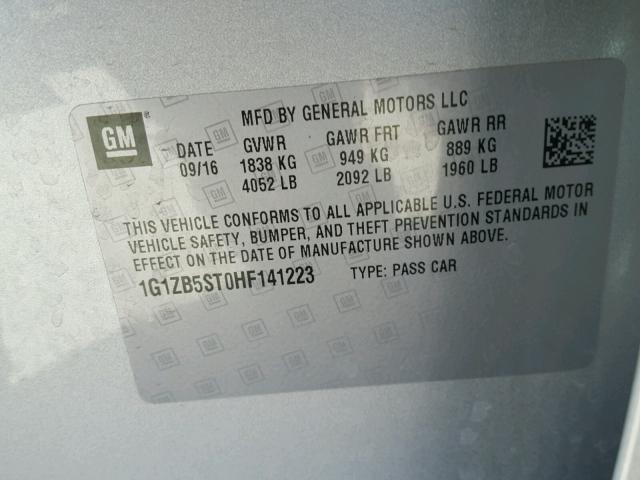 MFD BY GENERAL MOTORS LLC
GM
DATE GVWR GAWR FRT GAWR RR
09/16 1838 KG 949 KG 889 KG
4052 LB 2092 LB 1960 LB
THIS VEHICLE CONFORMS TO ALL APPLICABLE U.S. FEDERAL MOTOR
VEHICLE SAFETY, BUMPER, AND THEFT PREVENTION STANDARDS IN
EFFECT ON THE DATE OF MANUFACTURE SHOWN ABOVE.
1G1ZB5ST0HF141223 TYPE: PASS CAR